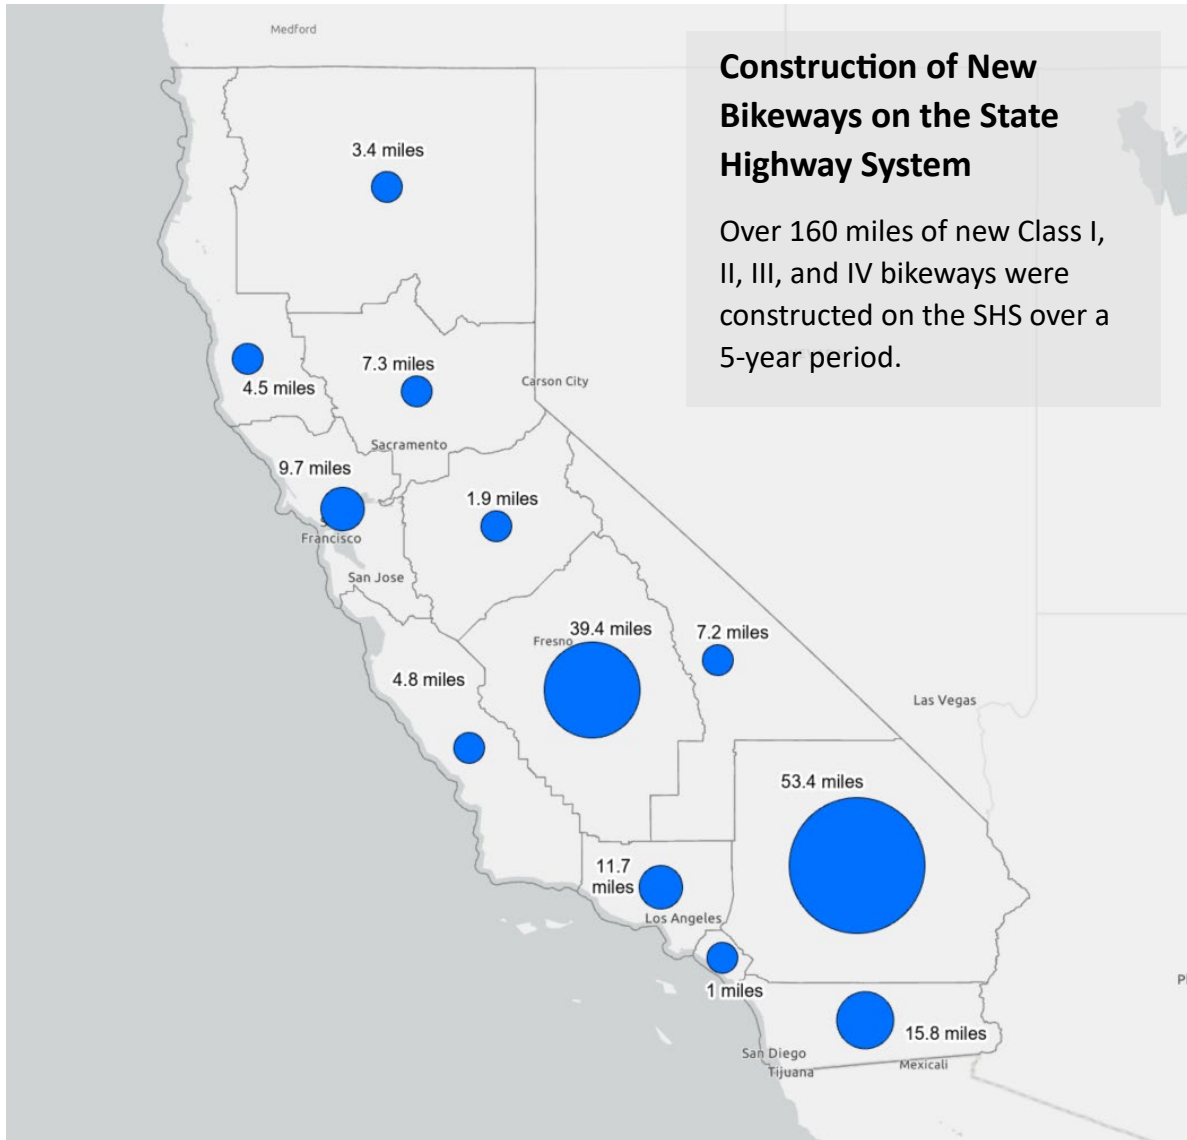 Medford
Construction of New
Bikeways on the State
Highway System
Over 160 miles of new Class I,
II, III, and IV bikeways were
constructed on the SHS over a
5-year period.
3.4 miles
4.5 miles
7.3 miles
Carson City
Sacramento
9.7 miles
1.9 miles
Francisco
San Jose
39.4 miles
Fresno
7.2 miles
4.8 miles
Las Vegas
53.4 miles
11.7
miles
Los Angeles
1 miles
15.8 miles
San Diego
Tijuana
Mexicali